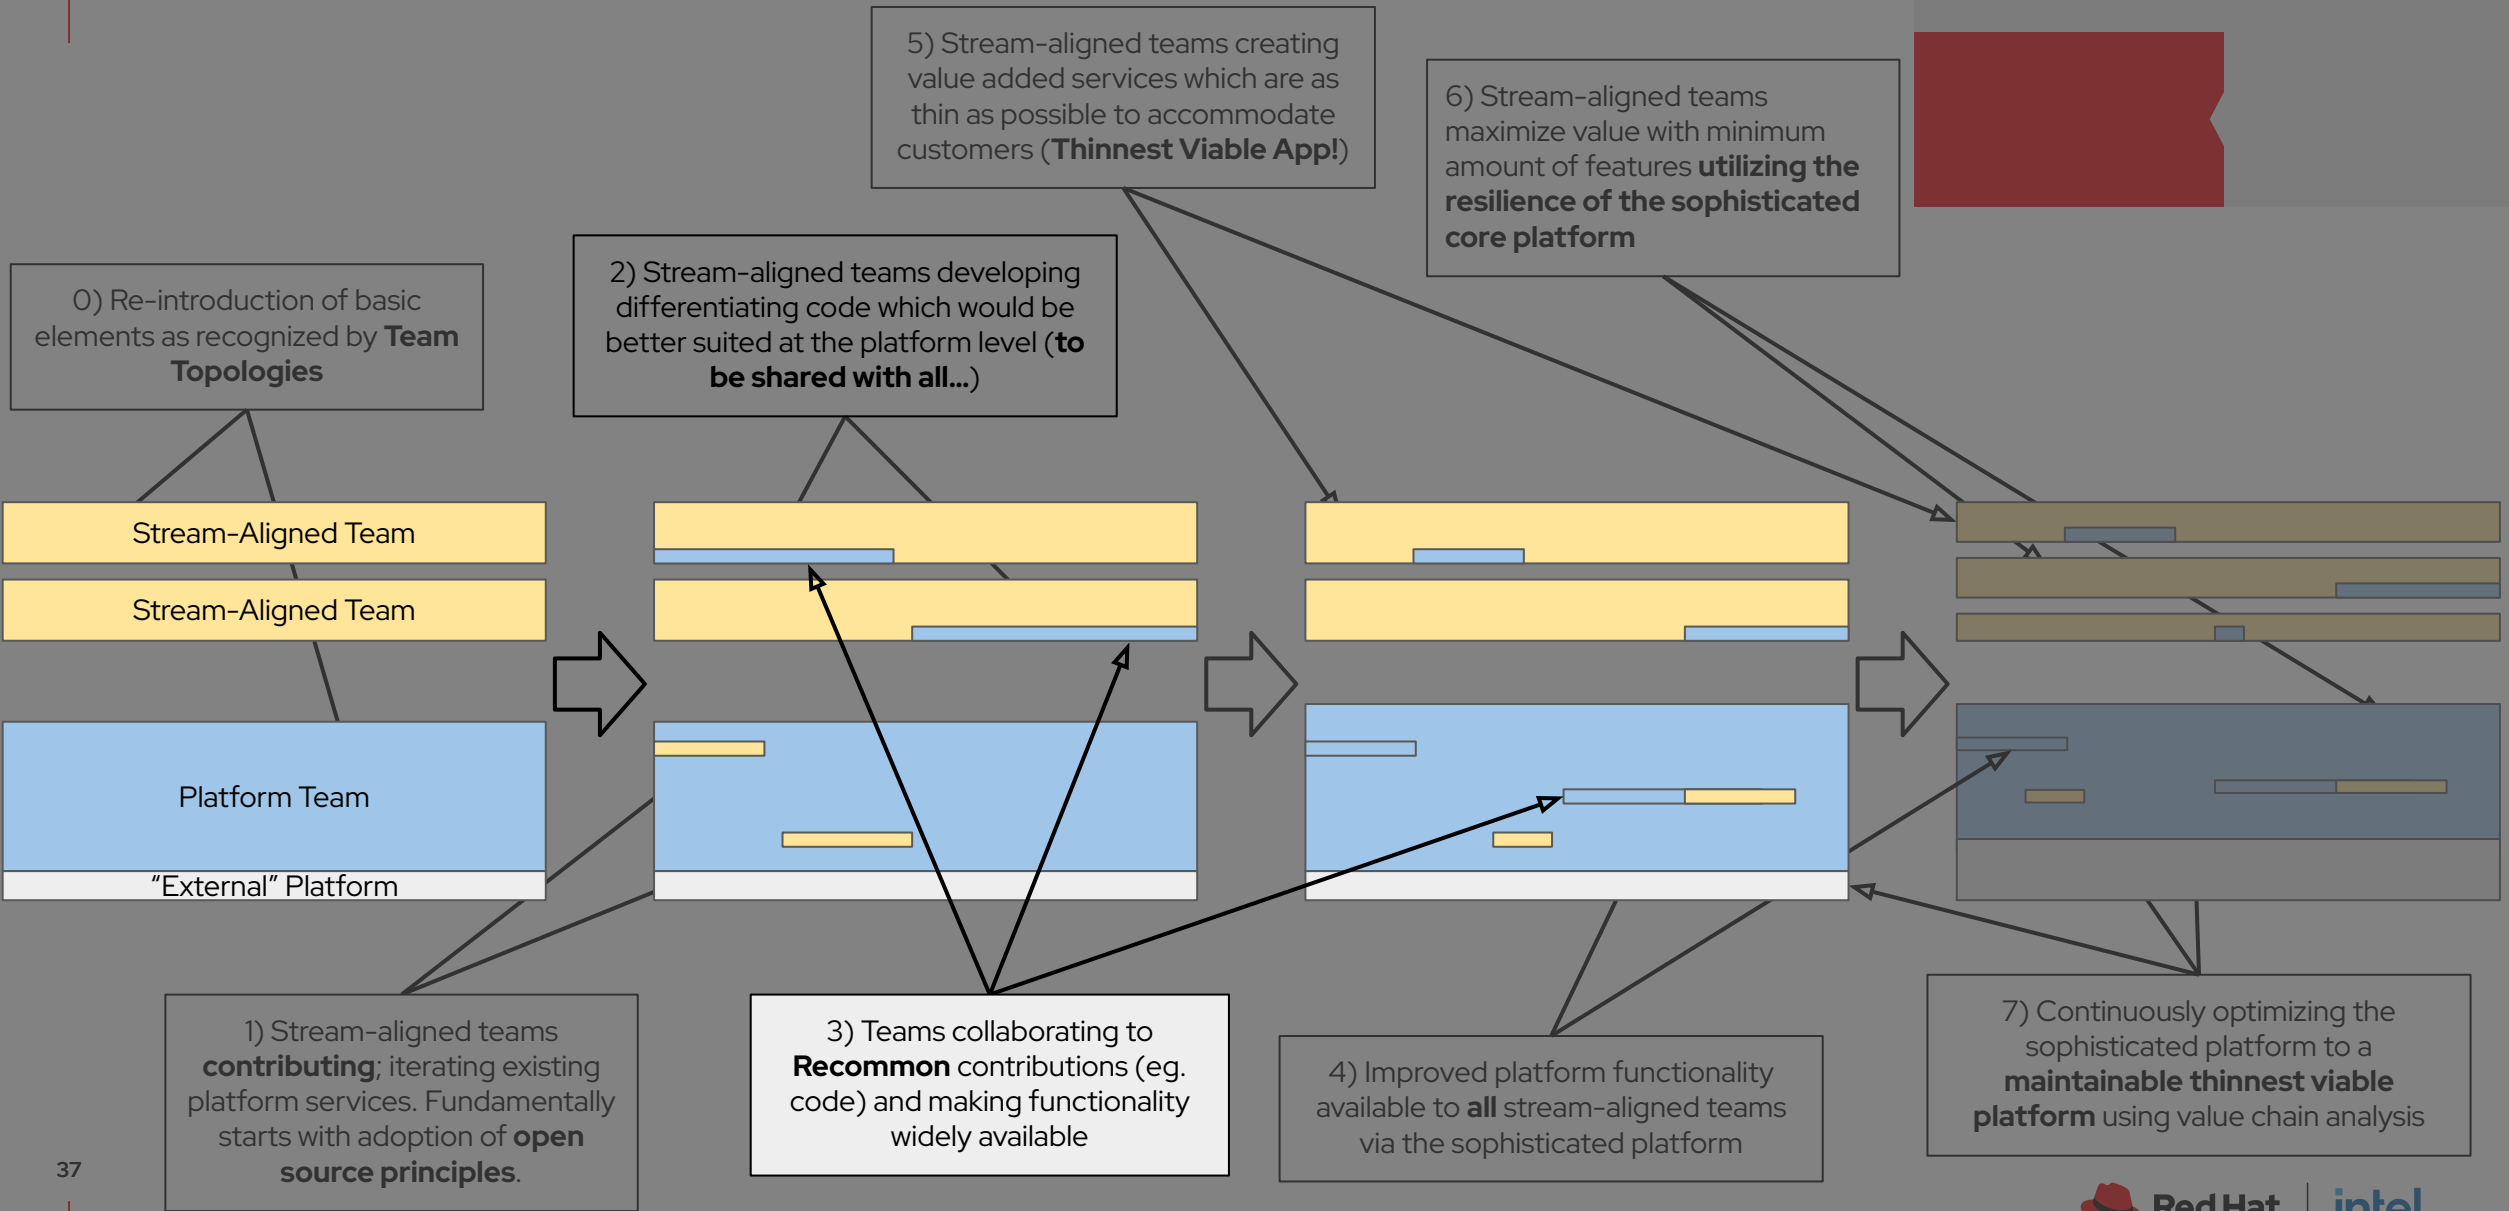 5) Stream-aligned teams creating
value added services which are as
thin as possible to accommodate
customers (Thinnest Viable App!)
6) Stream-aligned teams
maximize value with minimum
amount of features utilizing the
resilience of the sophisticated
core platform
0) Re-introduction of basic
elements as recognized by Team
Topologies
2) Stream-aligned teams developing
differentiating code which would be
better suited at the platform level (to
be shared with all...)
Stream-Aligned Team
Stream-Aligned Team
Platform Team
“External” Platform
1) Stream-aligned teams
contributing; iterating existing
platform services. Fundamentally
starts with adoption of open
source principles.
3) Teams collaborating to
Recommon contributions (eg.
code) and making functionality
widely available
4) Improved platform functionality
available to all stream-aligned teams
via the sophisticated platform
7) Continuously optimizing the
sophisticated platform to a
maintainable thinnest viable
platform using value chain analysis
37
Red Hat
intel